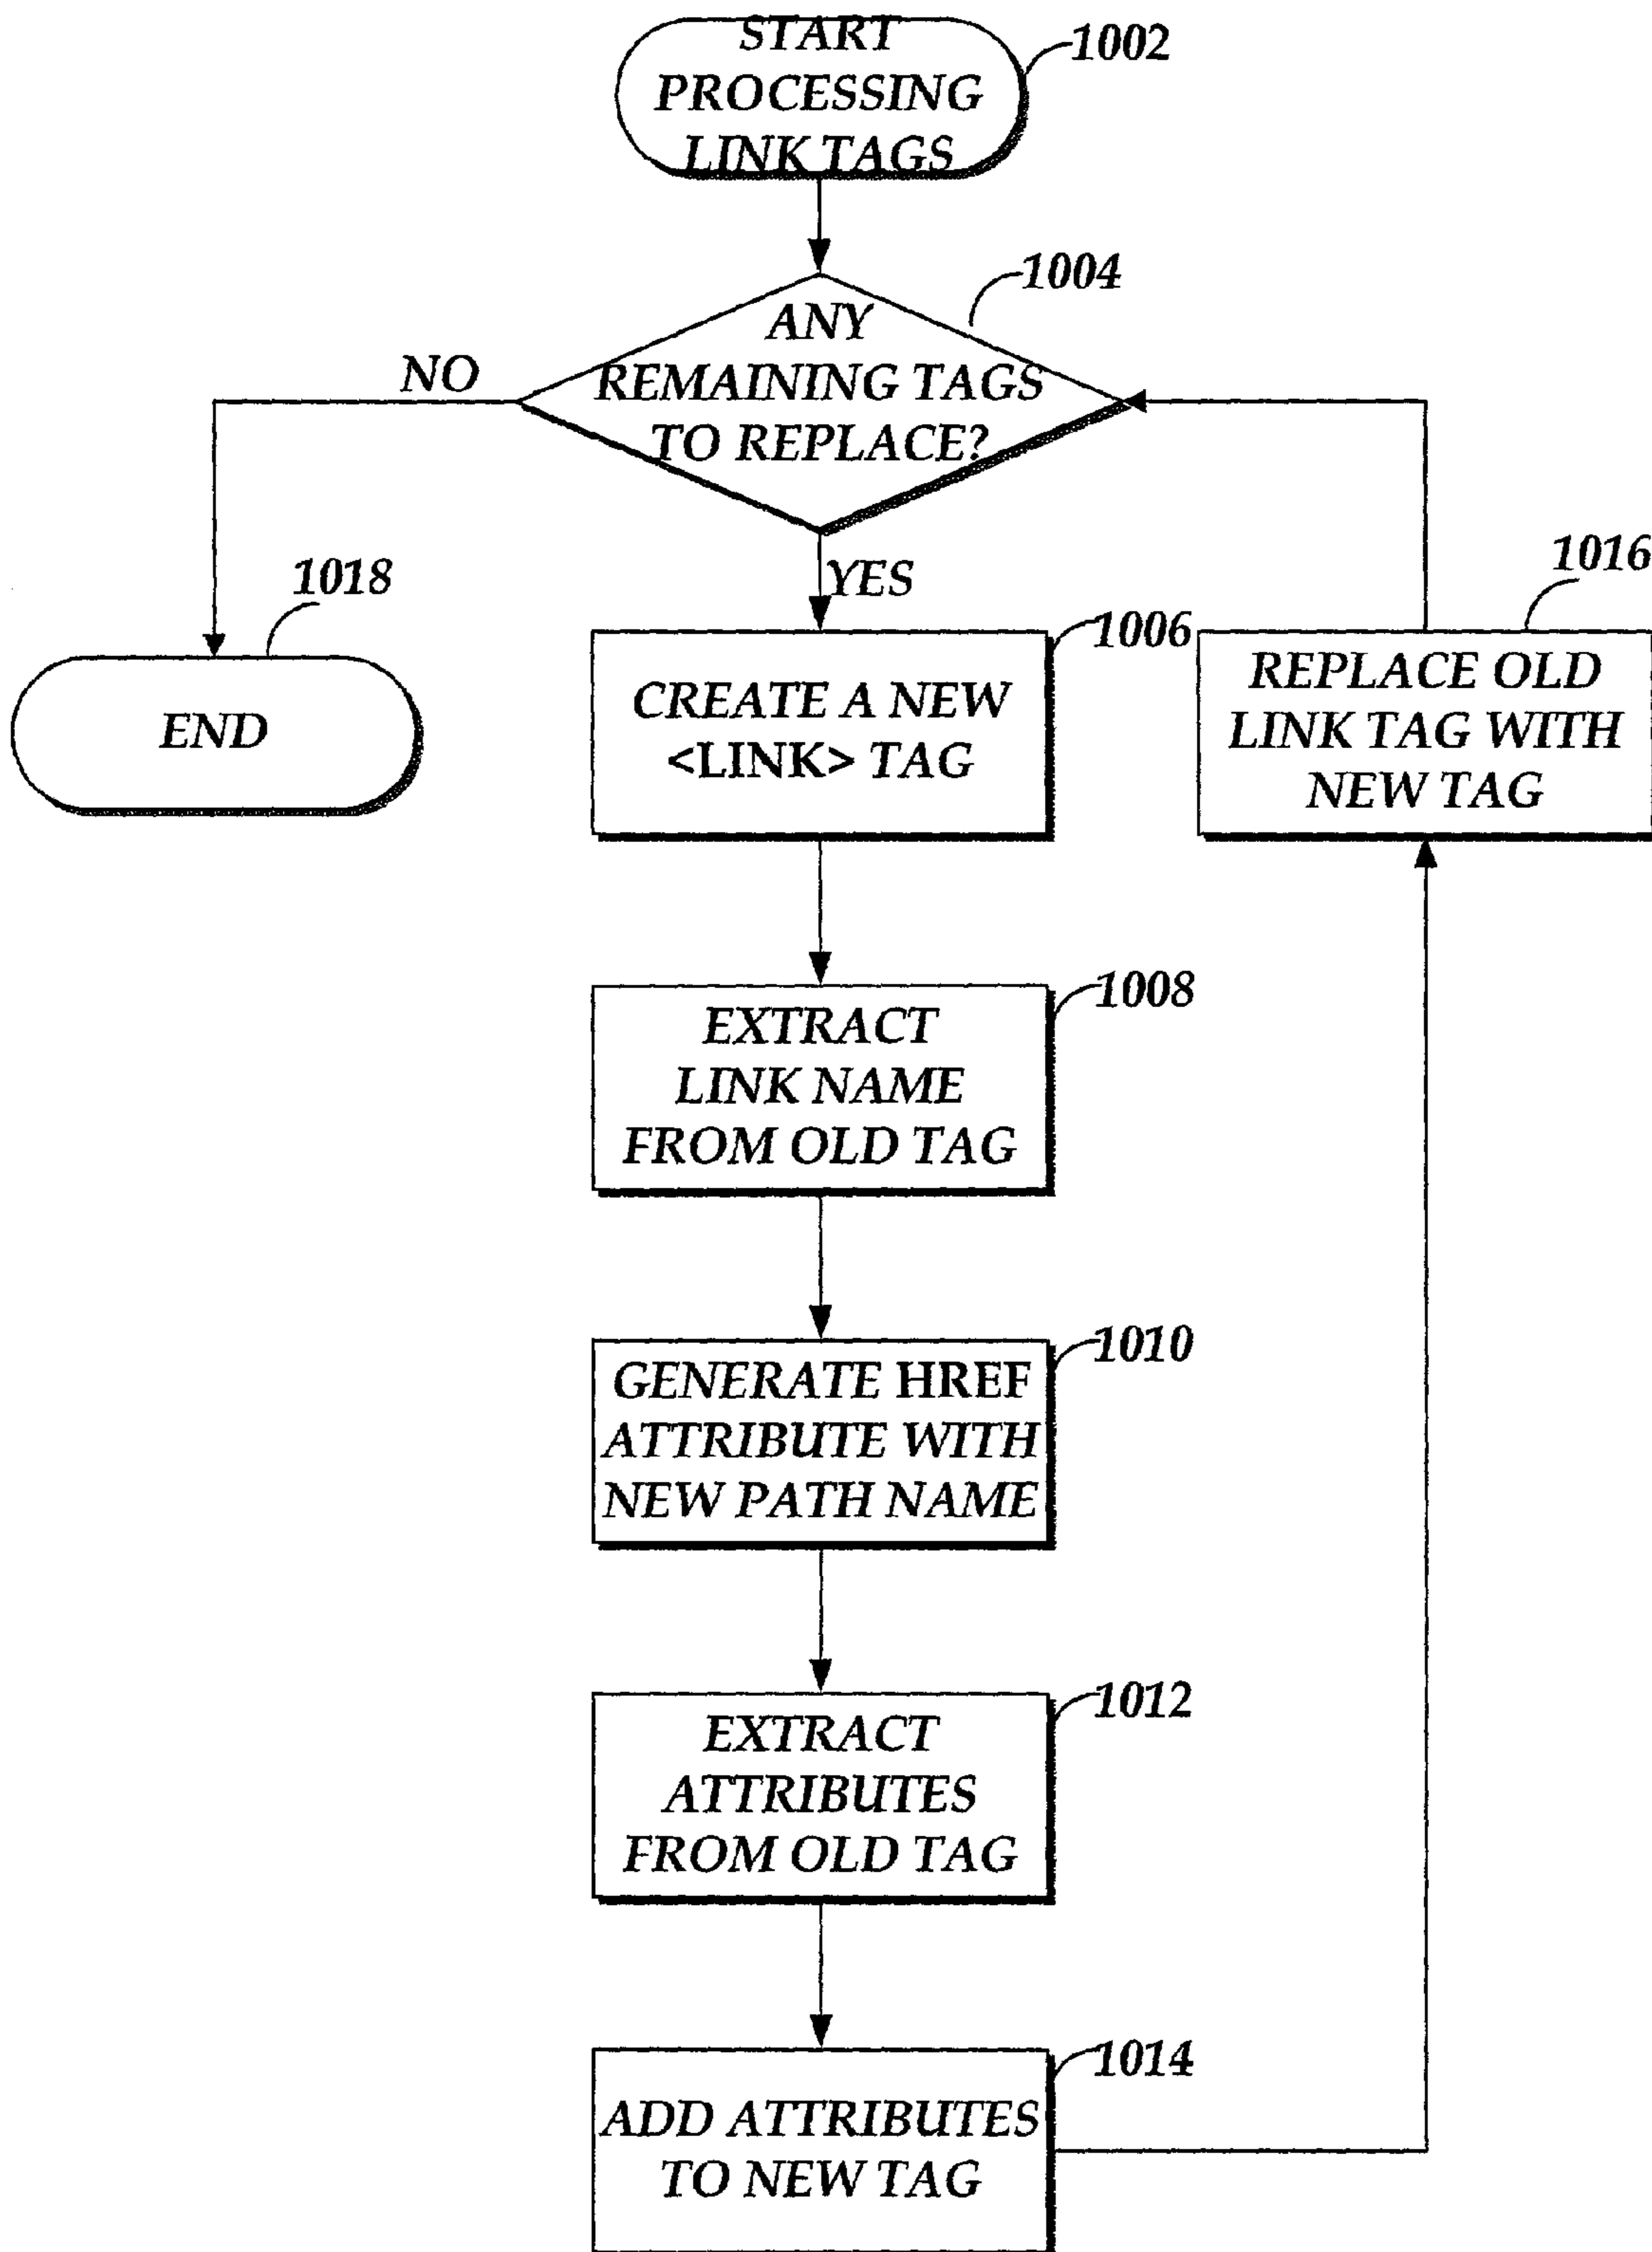 START
PROCESSING
LINK TAGS
1002
1004
ANY
REMAINING TAGS
TO REPLACE?
NO
YES
1018
END
1006
CREATE A NEW
<LINK> TAG
1016
REPLACE OLD
LINK TAG WITH
NEW TAG
1008
EXTRACT
LINK NAME
FROM OLD TAG
1010
GENERATE HREF
ATTRIBUTE WITH
NEW PATH NAME
1012
EXTRACT
ATTRIBUTES
FROM OLD TAG
1014
ADD ATTRIBUTES
TO NEW TAG